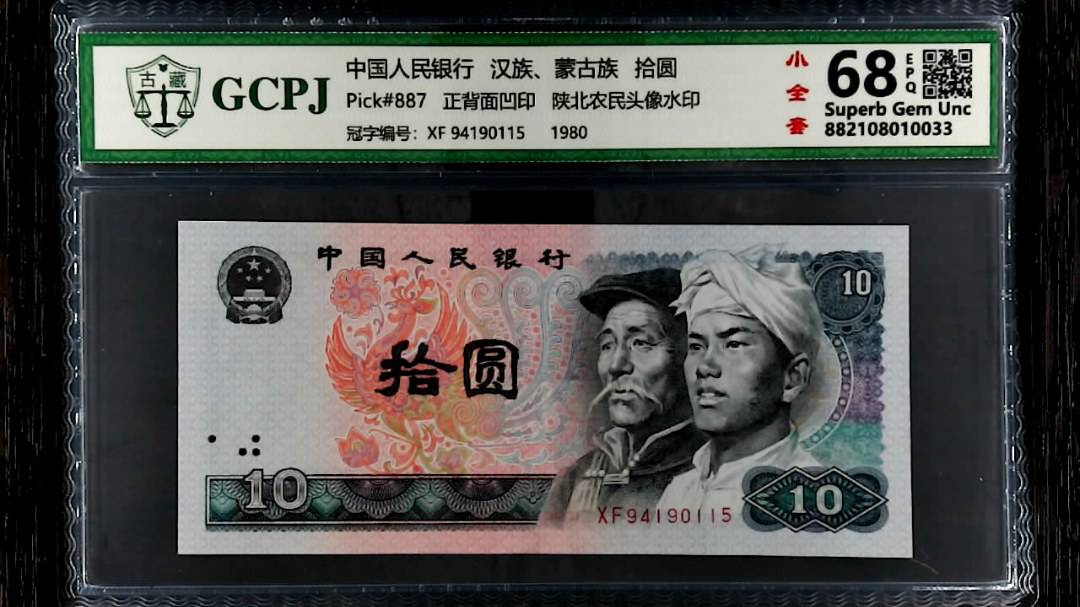 古藏
GCPJ
中国人民银行 汉族、蒙古族 拾圆
Pick#887 正背面凹印 陕北农民头像水印
冠字编号: XF 94190115 1980
小全套
68 EPQ
Superb Gem Unc
882108010033
中国人民银行
10
拾圆
10
XF94190115
10